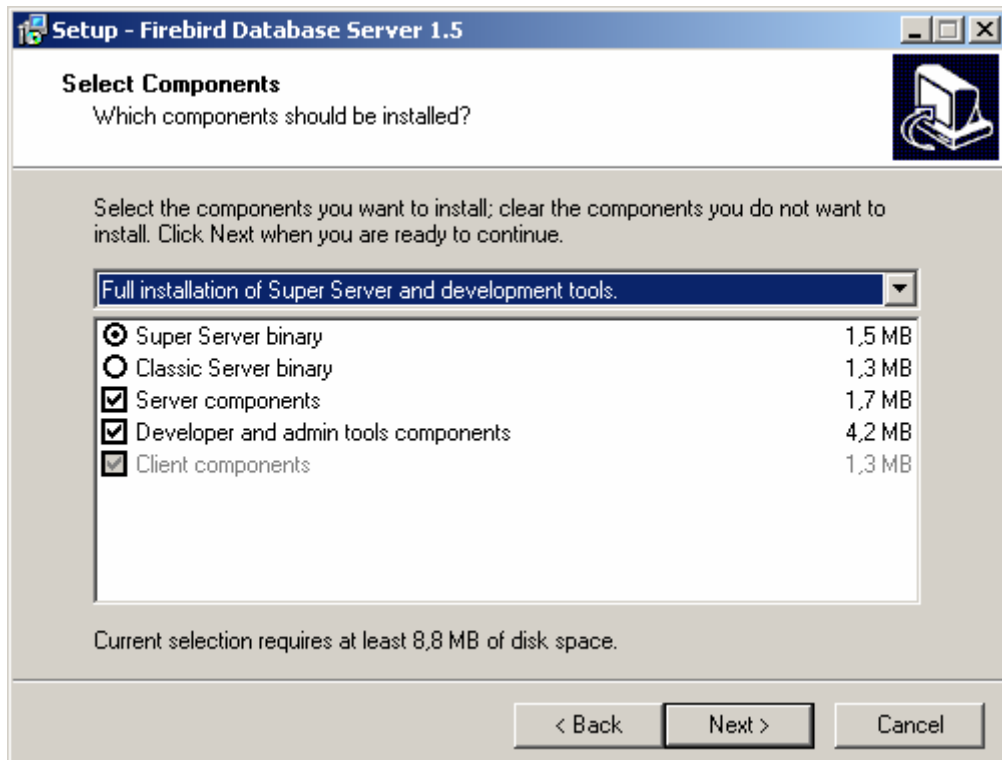 Setup - Firebird Database Server 1.5
Select Components
Which components should be installed?
Select the components you want to install; clear the components you do not want to
install. Click Next when you are ready to continue.
Full installation of Super Server and development tools.
Super Server binary 1,5 MB
Classic Server binary 1,3 MB
Server components 1,7 MB
Developer and admin tools components 4,2 MB
Client components 1,3 MB
Current selection requires at least 8,8 MB of disk space.
< Back Next > Cancel